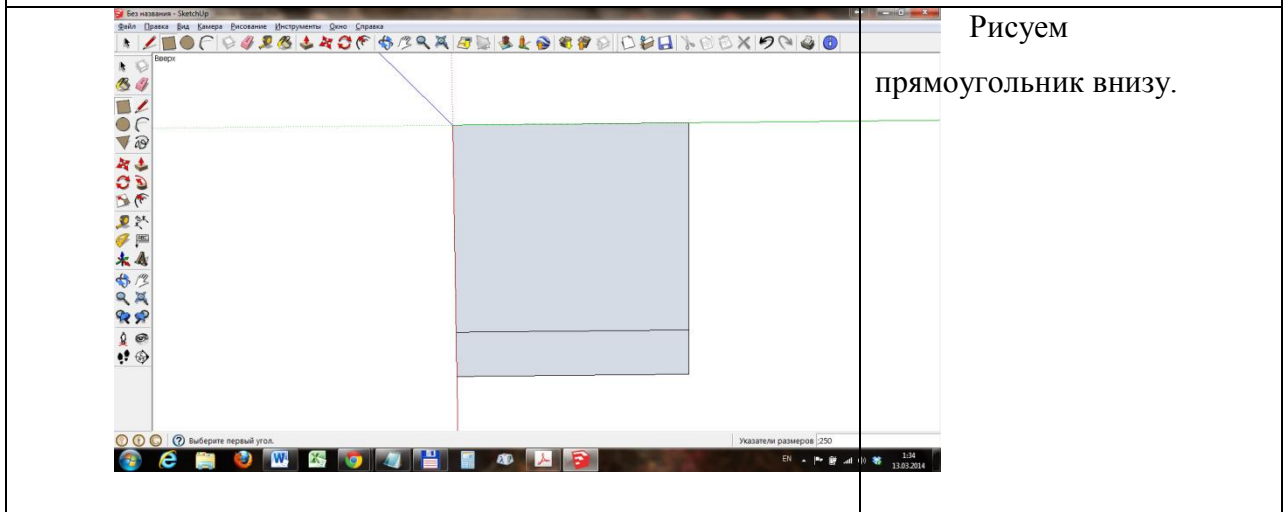 Без названия - SketchUp
Файл Правка Вид Камера Рисование Инструменты Окно Справка
Вверх
Выберите первый угол.
Указатели размеров ;250
EN
1:34
13.03.2014
Рисуем
прямоугольник внизу.